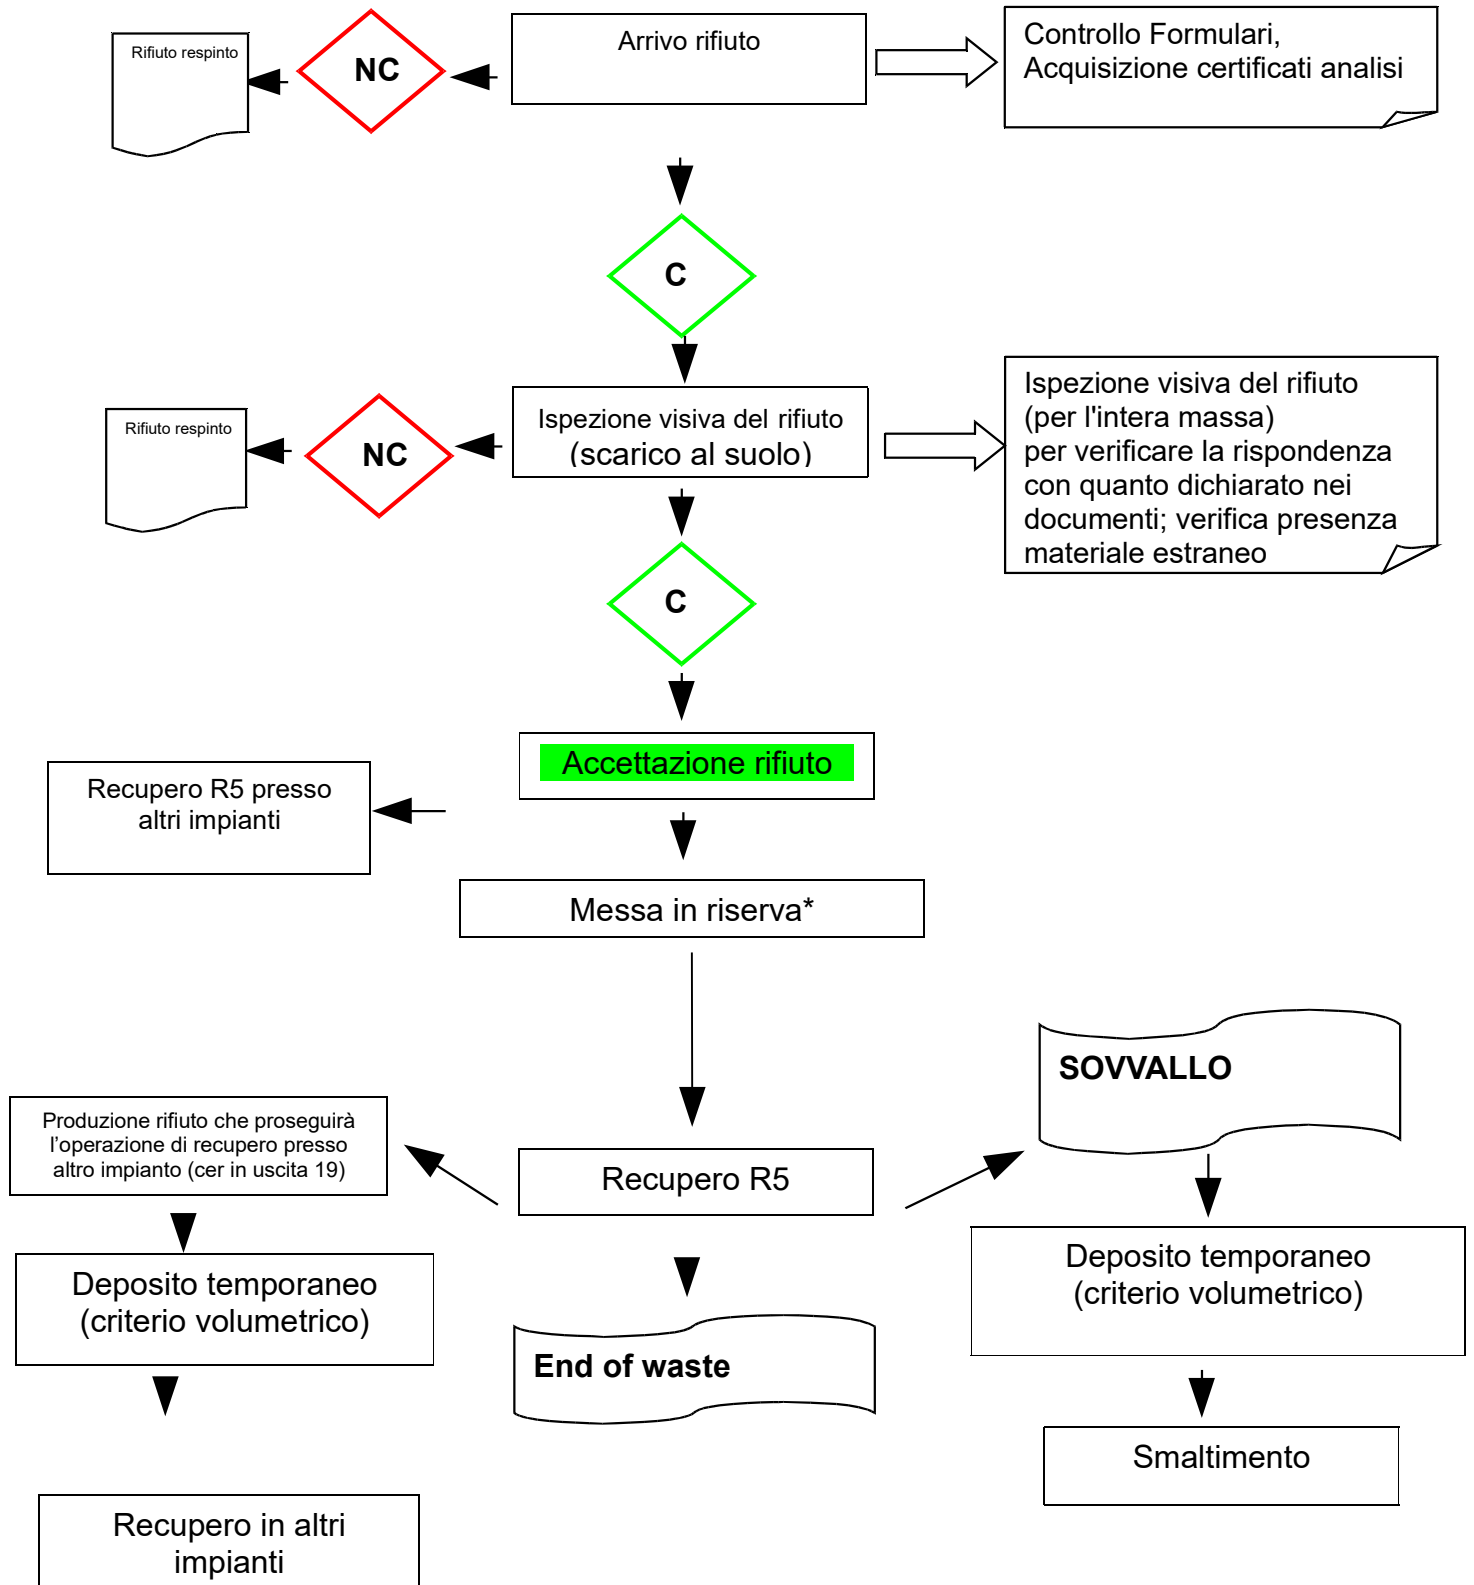 Rifiuto respinto
NC
Arrivo rifiuto
Controllo Formulari,
Acquisizione certificati analisi
C
Rifiuto respinto
NC
Ispezione visiva del rifiuto
(scarico al suolo)
Ispezione visiva del rifiuto
(per l'intera massa)
per verificare la rispondenza
con quanto dichiarato nei
documenti; verifica presenza
materiale estraneo
C
Accettazione rifiuto
Recupero R5 presso
altri impianti
Messa in riserva*
SOVVALLO
Produzione rifiuto che proseguirà
l’operazione di recupero presso
altro impianto (cer in uscita 19)
Recupero R5
Deposito temporaneo
(criterio volumetrico)
End of waste
Deposito temporaneo
(criterio volumetrico)
Smaltimento
Recupero in altri
impianti